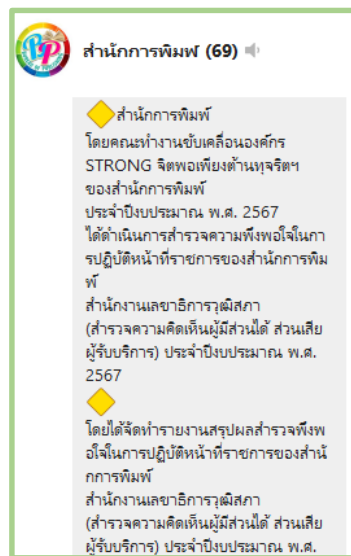 สำนักการพิมพ์ (69)
สำนักการพิมพ์
โดยคณะทำงานขับเคลื่อนองค์กร
STRONG จิตพอเพียงต้านทุจริตฯ
ของสำนักการพิมพ์
ประจำปีงบประมาณ พ.ศ. 2567
ได้ดำเนินการสำรวจความพึงพอใจในกา
รปฏิบัติหน้าที่ราชการของสำนักการพิม
พ์
สำนักงานเลขาธิการวุฒิสภา
(สำรวจความคิดเห็นผู้มีส่วนได้ ส่วนเสีย
ผู้รับบริการ) ประจำปีงบประมาณ พ.ศ.
2567
โดยได้จัดทำรายงานสรุปผลสำรวจพึงพ
อใจในการปฏิบัติหน้าที่ราชการของสำนั
กการพิมพ์
สำนักงานเลขาธิการวุฒิสภา
(สำรวจความคิดเห็นผู้มีส่วนได้ ส่วนเสีย
ผู้รับบริการ) ประจำปีงบประมาณ พ.ศ.